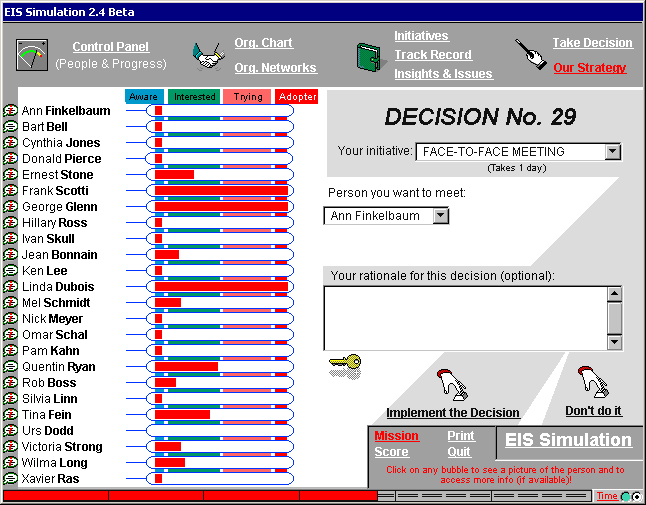 EIS Simulation 2.4 Beta
Control Panel
(People & Progress)
Org. Chart
Org. Networks
Initiatives
Track Record
Insights & Issues
Take Decision
Our Strategy
Aware Interested Trying Adopter
Ann Finkelbaum
Bart Bell
Cynthia Jones
Donald Pierce
Ernest Stone
Frank Scotti
George Glenn
Hillary Ross
Ivan Skull
Jean Bonnain
Ken Lee
Linda Dubois
Mel Schmidt
Nick Meyer
Omar Schal
Pam Kahn
Quentin Ryan
Rob Boss
Silvia Linn
Tina Fein
Urs Dodd
Victoria Strong
Wilma Long
Xavier Ras
DECISION No. 29
Your initiative: FACE-TO-FACE MEETING
(Takes 1 day)
Person you want to meet:
Ann Finkelbaum
Your rationale for this decision (optional):
Implement the Decision
Don't do it
Mission
Print
Score
Quit
EIS Simulation
Click on any bubble to see a picture of the person and to
access more info (if available)!
Time